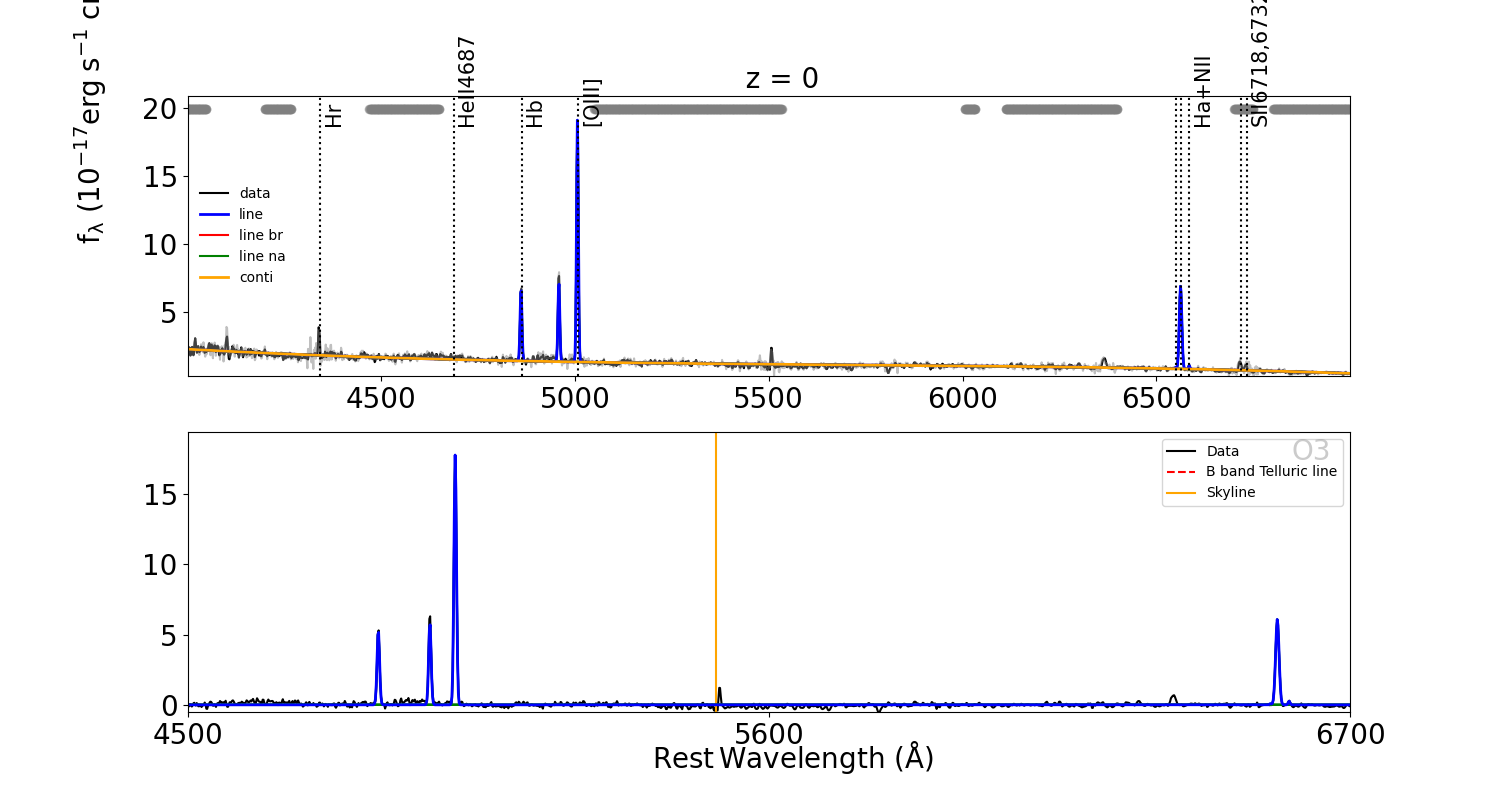 z = 0
f_λ (10^−17 erg s^−1
Hr
HeII4687
Hb
[OIII]
Ha+NII
SII6718,6732
20
15
10
5
data
line
line br
line na
conti
4500 5000 5500 6000 6500
O3
Data
B band Telluric line
Skyline
15
10
5
0
4500 5600 6700
Rest Wavelength (Å)